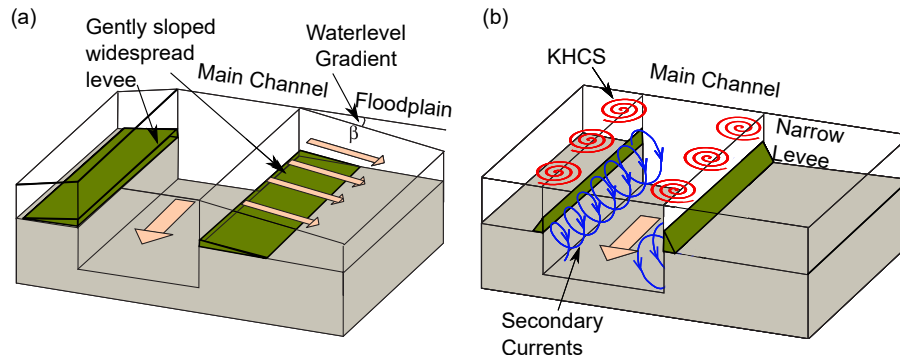 (a)
Gently sloped
widespread
levee
Waterlevel
Gradient
Main Channel
Floodplain
β
(b)
KHCS
Main Channel
Narrow
Levee
Secondary
Currents